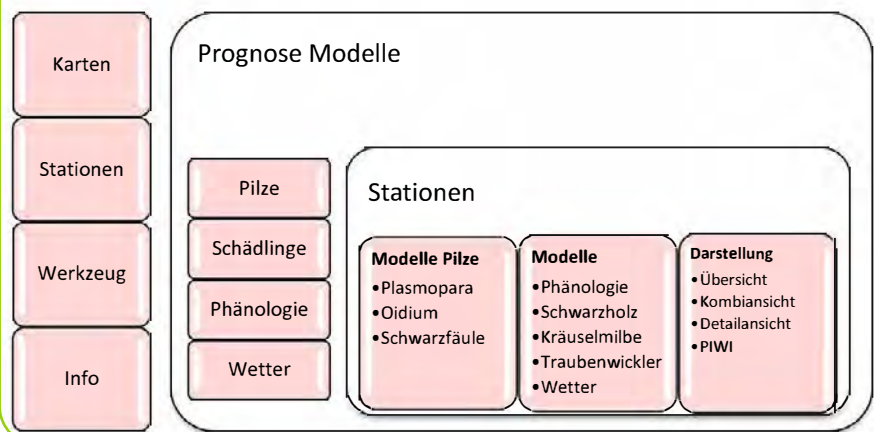 Karten
Stationen
Werkzeug
Info
Prognose Modelle
Pilze
Schädlinge
Phänologie
Wetter
Stationen
Modelle Pilze
•Plasmopara
•Oidium
•Schwarzfäule
Modelle
•Phänologie
•Schwarzholz
•Kräuselmilbe
•Traubenwickler
•Wetter
Darstellung
•Übersicht
•Kombiansicht
•Detailansicht
•PIWI